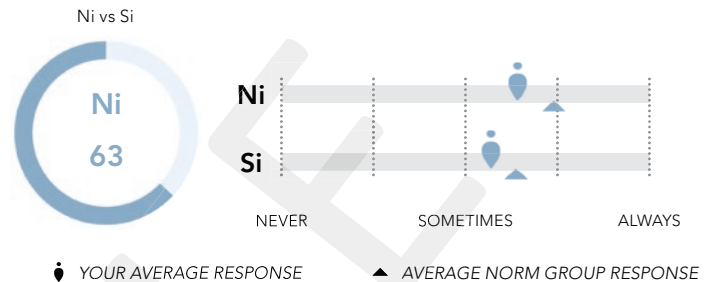 Ni vs Si
Ni
63
Ni
Si
NEVER SOMETIMES ALWAYS
YOUR AVERAGE RESPONSE AVERAGE NORM GROUP RESPONSE